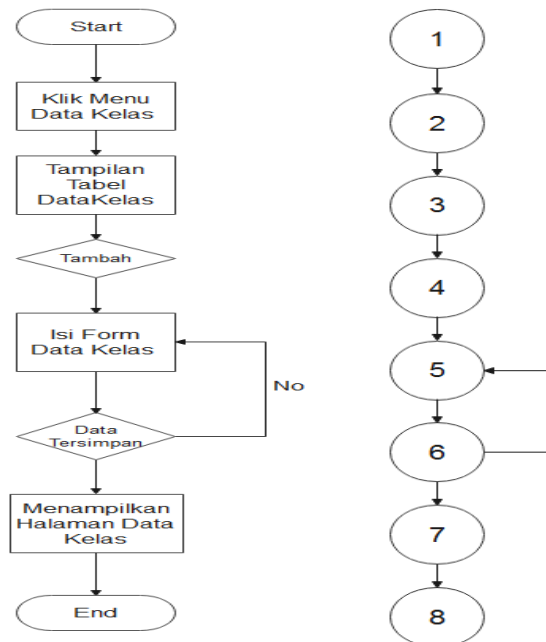 Start
Klik Menu
Data Kelas
Tampilan
Tabel
DataKelas
Tambah
Isi Form
Data Kelas
No
Data
Tersimpan
Menampilkan
Halaman Data
Kelas
End
1
2
3
4
5
6
7
8